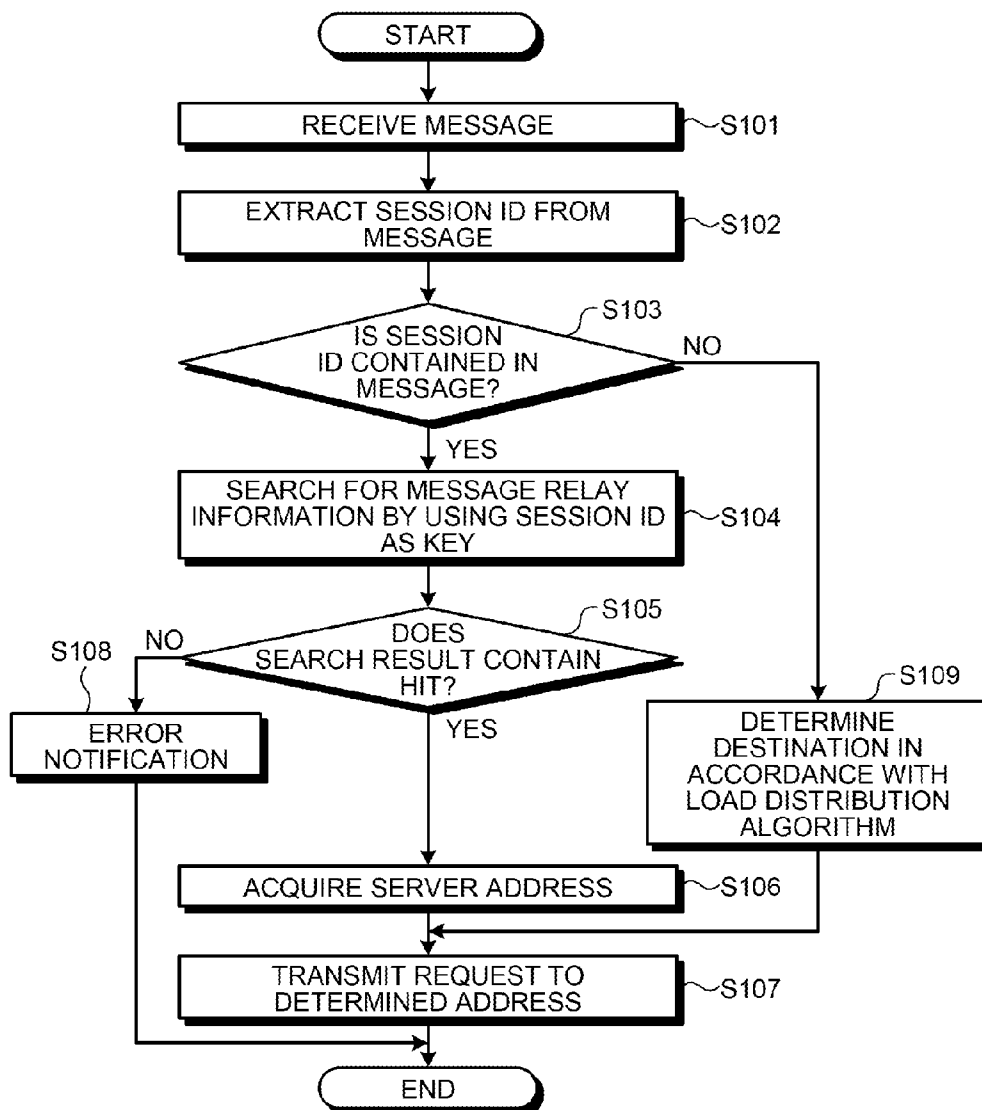 START
RECEIVE MESSAGE
S101
EXTRACT SESSION ID FROM
MESSAGE
S102
S103
IS SESSION
ID CONTAINED IN
MESSAGE?
NO
YES
SEARCH FOR MESSAGE RELAY
INFORMATION BY USING SESSION ID
AS KEY
S104
S105
DOES
SEARCH RESULT CONTAIN
HIT?
NO
YES
S108
ERROR
NOTIFICATION
S109
DETERMINE
DESTINATION IN
ACCORDANCE WITH
LOAD DISTRIBUTION
ALGORITHM
ACQUIRE SERVER ADDRESS
S106
TRANSMIT REQUEST TO
DETERMINED ADDRESS
S107
END